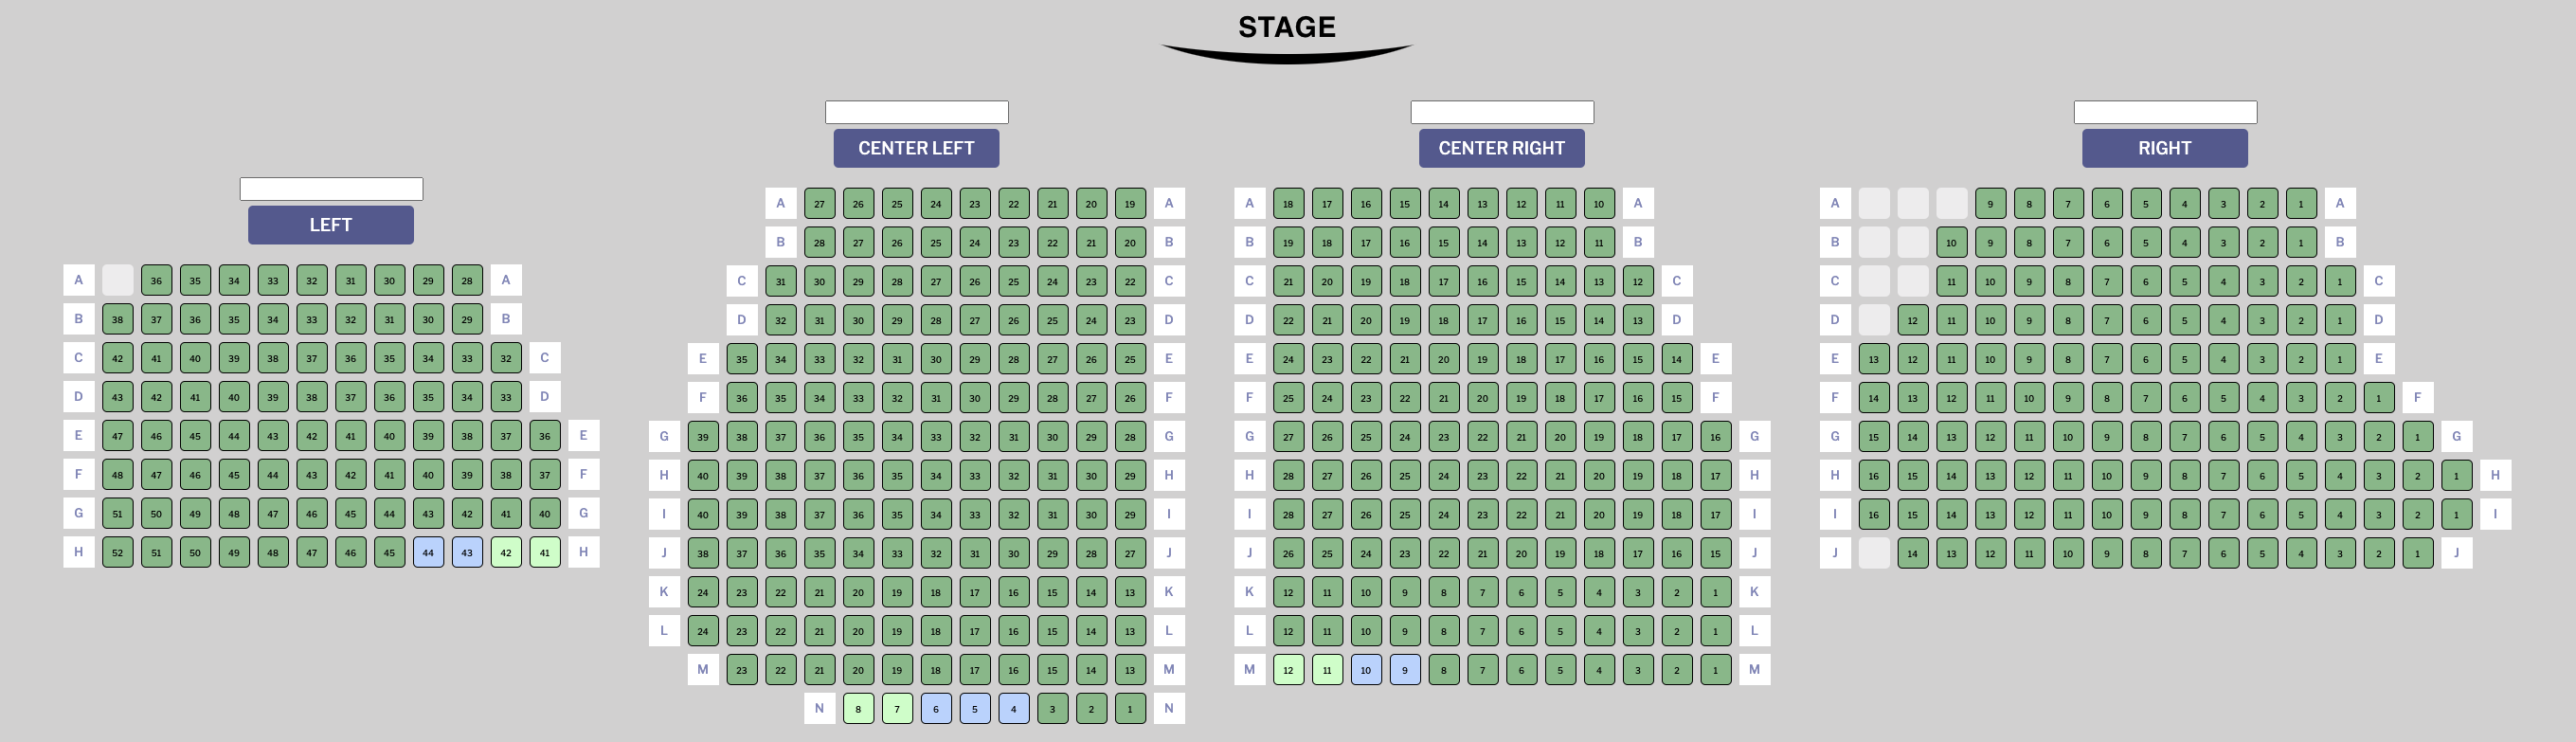 STAGE
LEFT
A 36 35 34 33 32 31 30 29 28 A
B 38 37 36 35 34 33 32 31 30 29 B
C 42 41 40 39 38 37 36 35 34 33 32 C
D 43 42 41 40 39 38 37 36 35 34 33 D
E 47 46 45 44 43 42 41 40 39 38 37 36 E
F 48 47 46 45 44 43 42 41 40 39 38 37 F
G 51 50 49 48 47 46 45 44 43 42 41 40 G
H 52 51 50 49 48 47 46 45 44 43 42 41 H
CENTER LEFT
A 27 26 25 24 23 22 21 20 19 A
B 28 27 26 25 24 23 22 21 20 B
C 31 30 29 28 27 26 25 24 23 22 C
D 32 31 30 29 28 27 26 25 24 23 D
E 35 34 33 32 31 30 29 28 27 26 25 E
F 36 35 34 33 32 31 30 29 28 27 26 F
G 39 38 37 36 35 34 33 32 31 30 29 28 G
H 40 39 38 37 36 35 34 33 32 31 30 29 H
I 40 39 38 37 36 35 34 33 32 31 30 29 I
J 38 37 36 35 34 33 32 31 30 29 28 27 J
K 24 23 22 21 20 19 18 17 16 15 14 13 K
L 24 23 22 21 20 19 18 17 16 15 14 13 L
M 23 22 21 20 19 18 17 16 15 14 13 M
N 8 7 6 5 4 3 2 1 N
CENTER RIGHT
A 18 17 16 15 14 13 12 11 10 A
B 19 18 17 16 15 14 13 12 11 B
C 21 20 19 18 17 16 15 14 13 12 C
D 22 21 20 19 18 17 16 15 14 13 D
E 24 23 22 21 20 19 18 17 16 15 14 E
F 25 24 23 22 21 20 19 18 17 16 15 F
G 27 26 25 24 23 22 21 20 19 18 17 16 G
H 28 27 26 25 24 23 22 21 20 19 18 17 H
I 28 27 26 25 24 23 22 21 20 19 18 17 I
J 26 25 24 23 22 21 20 19 18 17 16 15 J
K 12 11 10 9 8 7 6 5 4 3 2 1 K
L 12 11 10 9 8 7 6 5 4 3 2 1 L
M 12 11 10 9 8 7 6 5 4 3 2 1 M
RIGHT
A 9 8 7 6 5 4 3 2 1 A
B 10 9 8 7 6 5 4 3 2 1 B
C 11 10 9 8 7 6 5 4 3 2 1 C
D 12 11 10 9 8 7 6 5 4 3 2 1 D
E 13 12 11 10 9 8 7 6 5 4 3 2 1 E
F 14 13 12 11 10 9 8 7 6 5 4 3 2 1 F
G 15 14 13 12 11 10 9 8 7 6 5 4 3 2 1 G
H 16 15 14 13 12 11 10 9 8 7 6 5 4 3 2 1 H
I 16 15 14 13 12 11 10 9 8 7 6 5 4 3 2 1 I
J 14 13 12 11 10 9 8 7 6 5 4 3 2 1 J